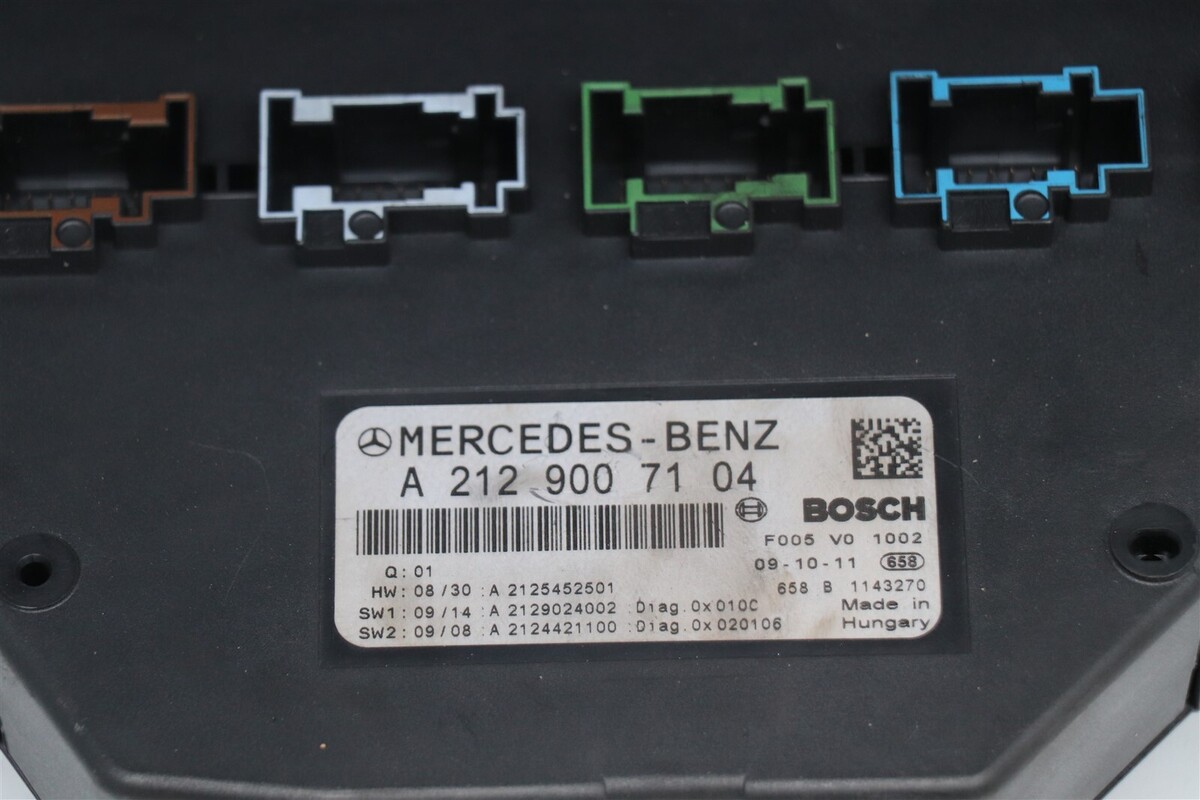 MERCEDES-BENZ
A 212 900 71 04
BOSCH
F005 V0 1002
09-10-11 658
Q: 01
HW: 08/30 :A 2125452501
658 B 1143270
SW1: 09/14 :A 2129024002 :Diag.0x010C
Made in
SW2: 09/08 :A 2124421100 :Diag.0x020106
Hungary